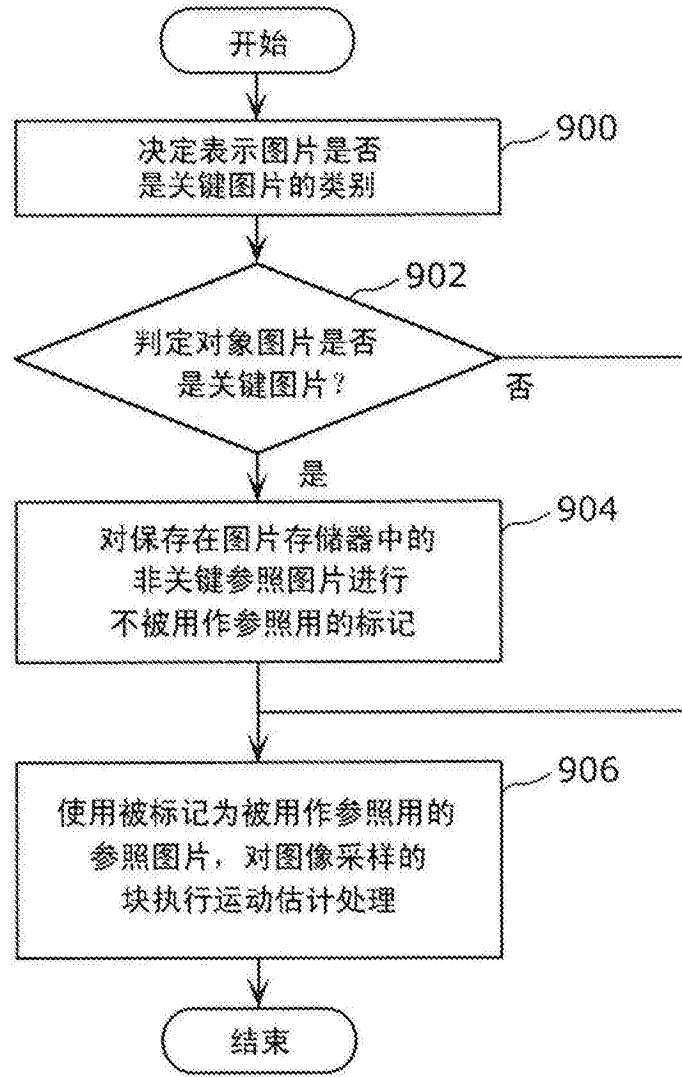 开始
900
决定表示图片是否
是关键图片的类别
902
判定对象图片是否
是关键图片？
否
是
904
对保存在图片存储器中的
非关键参照图片进行
不被用作参照用的标记
906
使用被标记为被用作参照用的
参照图片，对图像采样的
块执行运动估计处理
结束